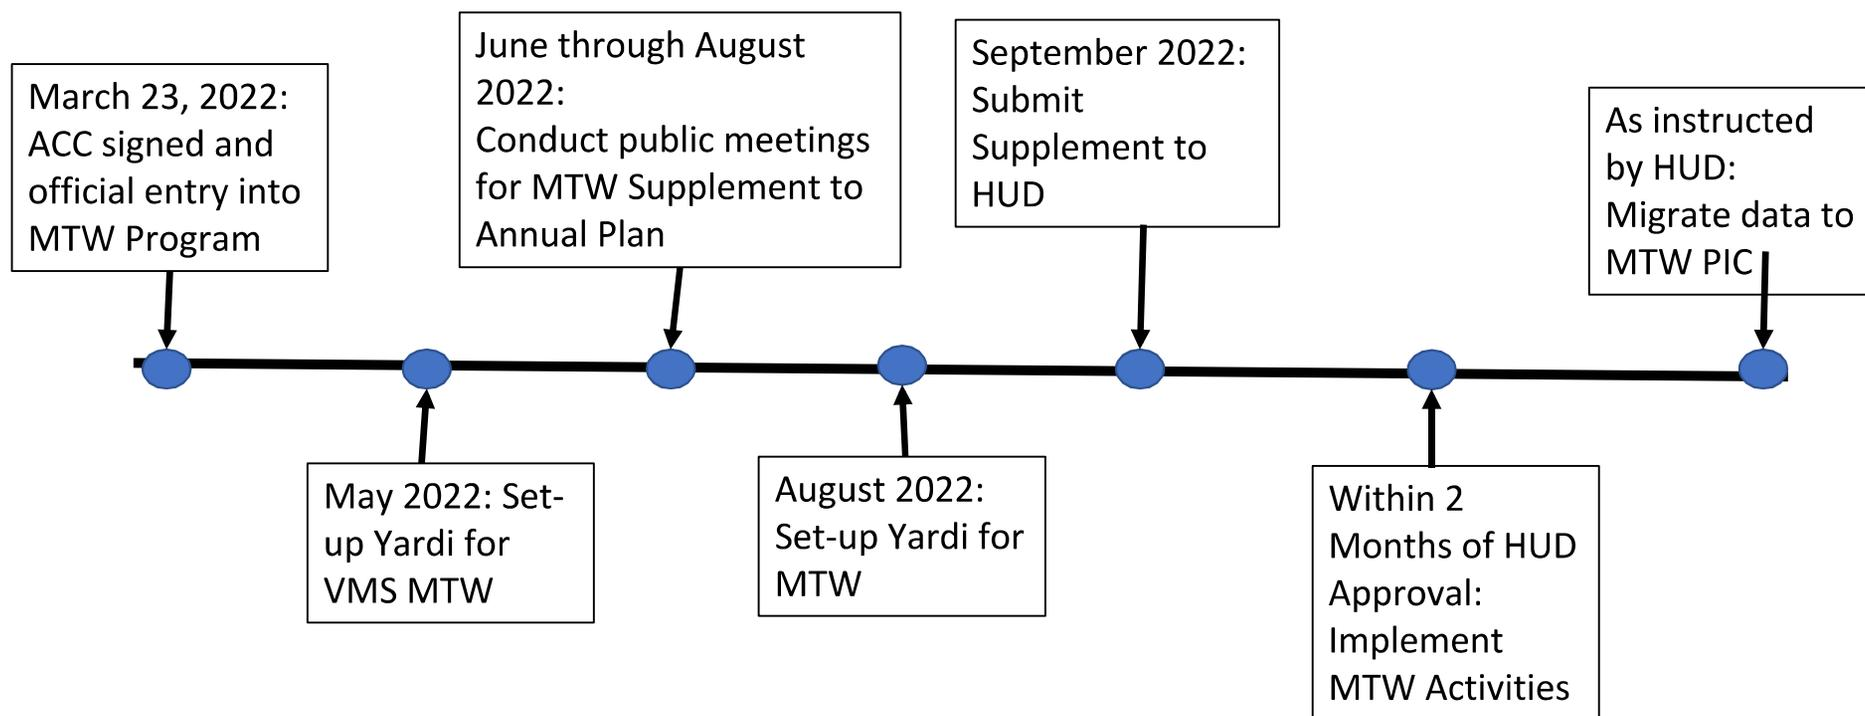 March 23, 2022:
ACC signed and
official entry into
MTW Program
June through August
2022:
Conduct public meetings
for MTW Supplement to
Annual Plan
September 2022:
Submit
Supplement to
HUD
As instructed
by HUD:
Migrate data to
MTW PIC
May 2022: Set-
up Yardi for
VMS MTW
August 2022:
Set-up Yardi for
MTW
Within 2
Months of HUD
Approval:
Implement
MTW Activities